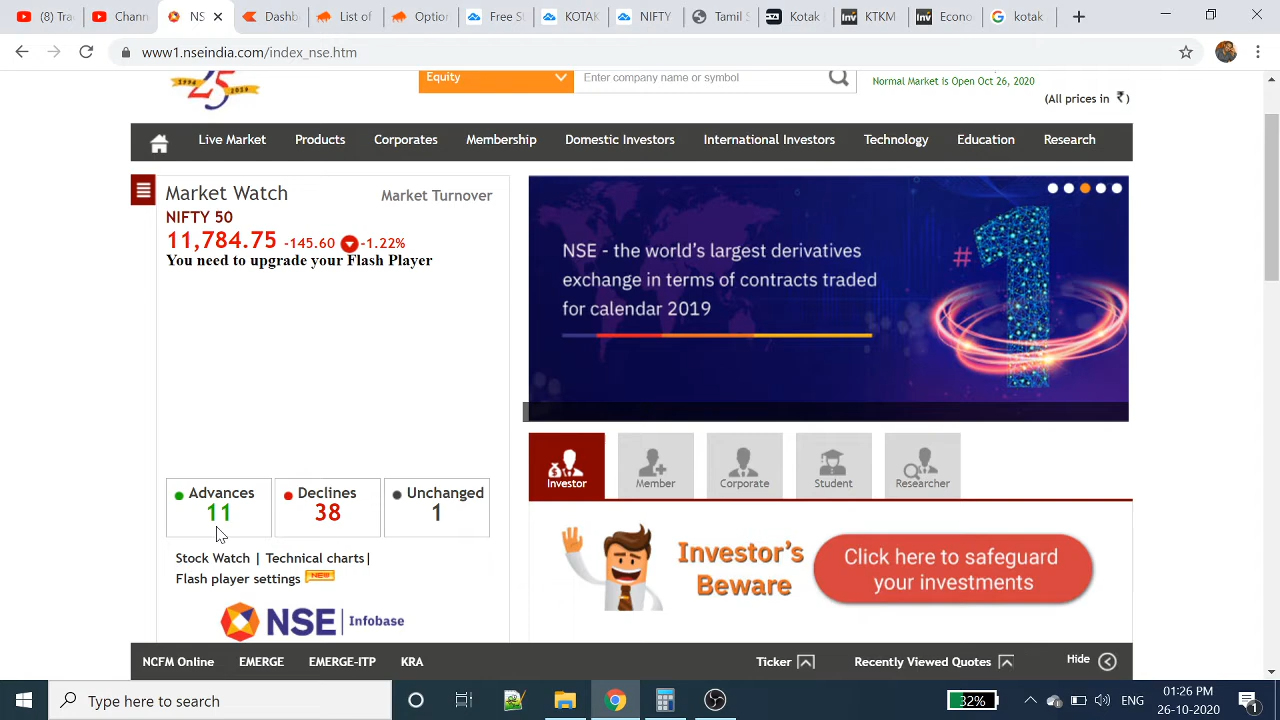 (5) Tra
Chann
NS
Dashb
Sensib
Optio
Free S
KOTAK
NIFTY
Tamil S
Kotak
KTKM
Econo
kotak
www1.nseindia.com/index_nse.htm
Equity
Enter company name or symbol
Normal Market is Open Oct 26, 2020
(All prices in ₹)
Live Market
Products
Corporates
Membership
Domestic Investors
International Investors
Technology
Education
Research
Market Watch
Market Turnover
NIFTY 50
11,784.75 -145.60 -1.22%
You need to upgrade your Flash Player
NSE - the world's largest derivatives
exchange in terms of contracts traded
for calendar 2019
#1
Investor
Member
Corporate
Student
Researcher
Advances
11
Declines
38
Unchanged
1
Stock Watch | Technical charts|
Flash player settings NEW
NSE | Infobase
Investor's
Beware
Click here to safeguard
your investments
NCFM Online
EMERGE
EMERGE-ITP
KRA
Ticker
Recently Viewed Quotes
Hide
Type here to search
32%
ENG
01:26 PM
26-10-2020
1